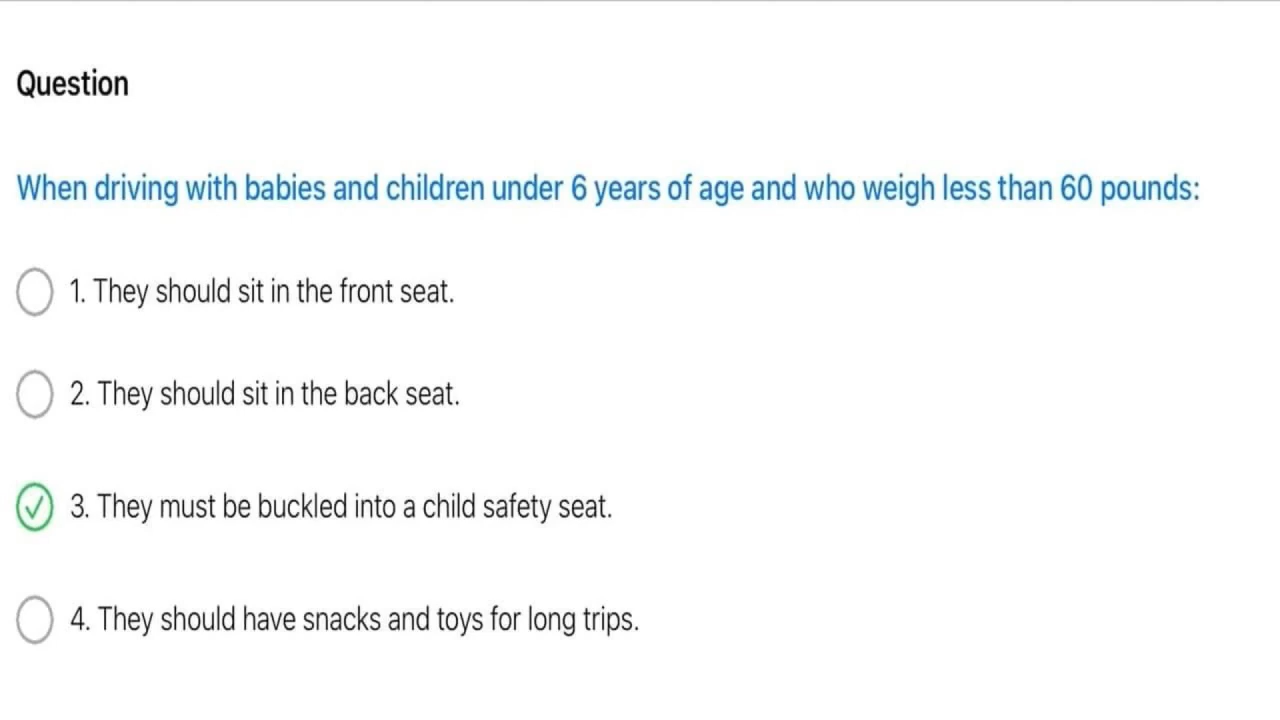 Question
When driving with babies and children under 6 years of age and who weigh less than 60 pounds:
1. They should sit in the front seat.
2. They should sit in the back seat.
3. They must be buckled into a child safety seat.
4. They should have snacks and toys for long trips.